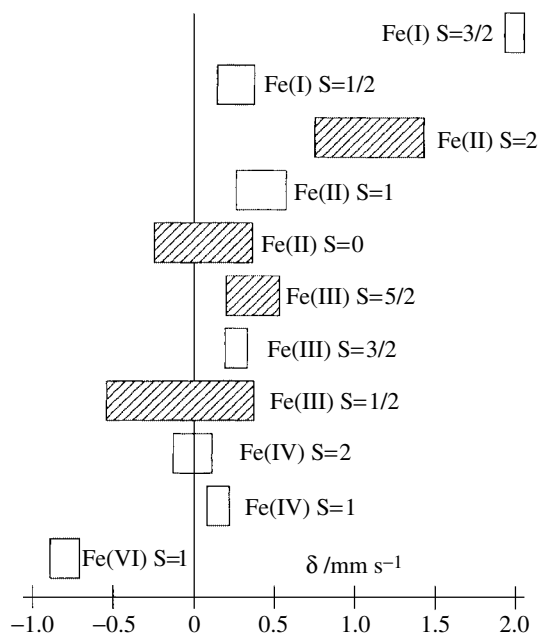 Fe(I) S=3/2
Fe(I) S=1/2
Fe(II) S=2
Fe(II) S=1
Fe(II) S=0
Fe(III) S=5/2
Fe(III) S=3/2
Fe(III) S=1/2
Fe(IV) S=2
Fe(IV) S=1
Fe(VI) S=1
δ /mm s⁻¹
−1.0 −0.5 0 0.5 1.0 1.5 2.0